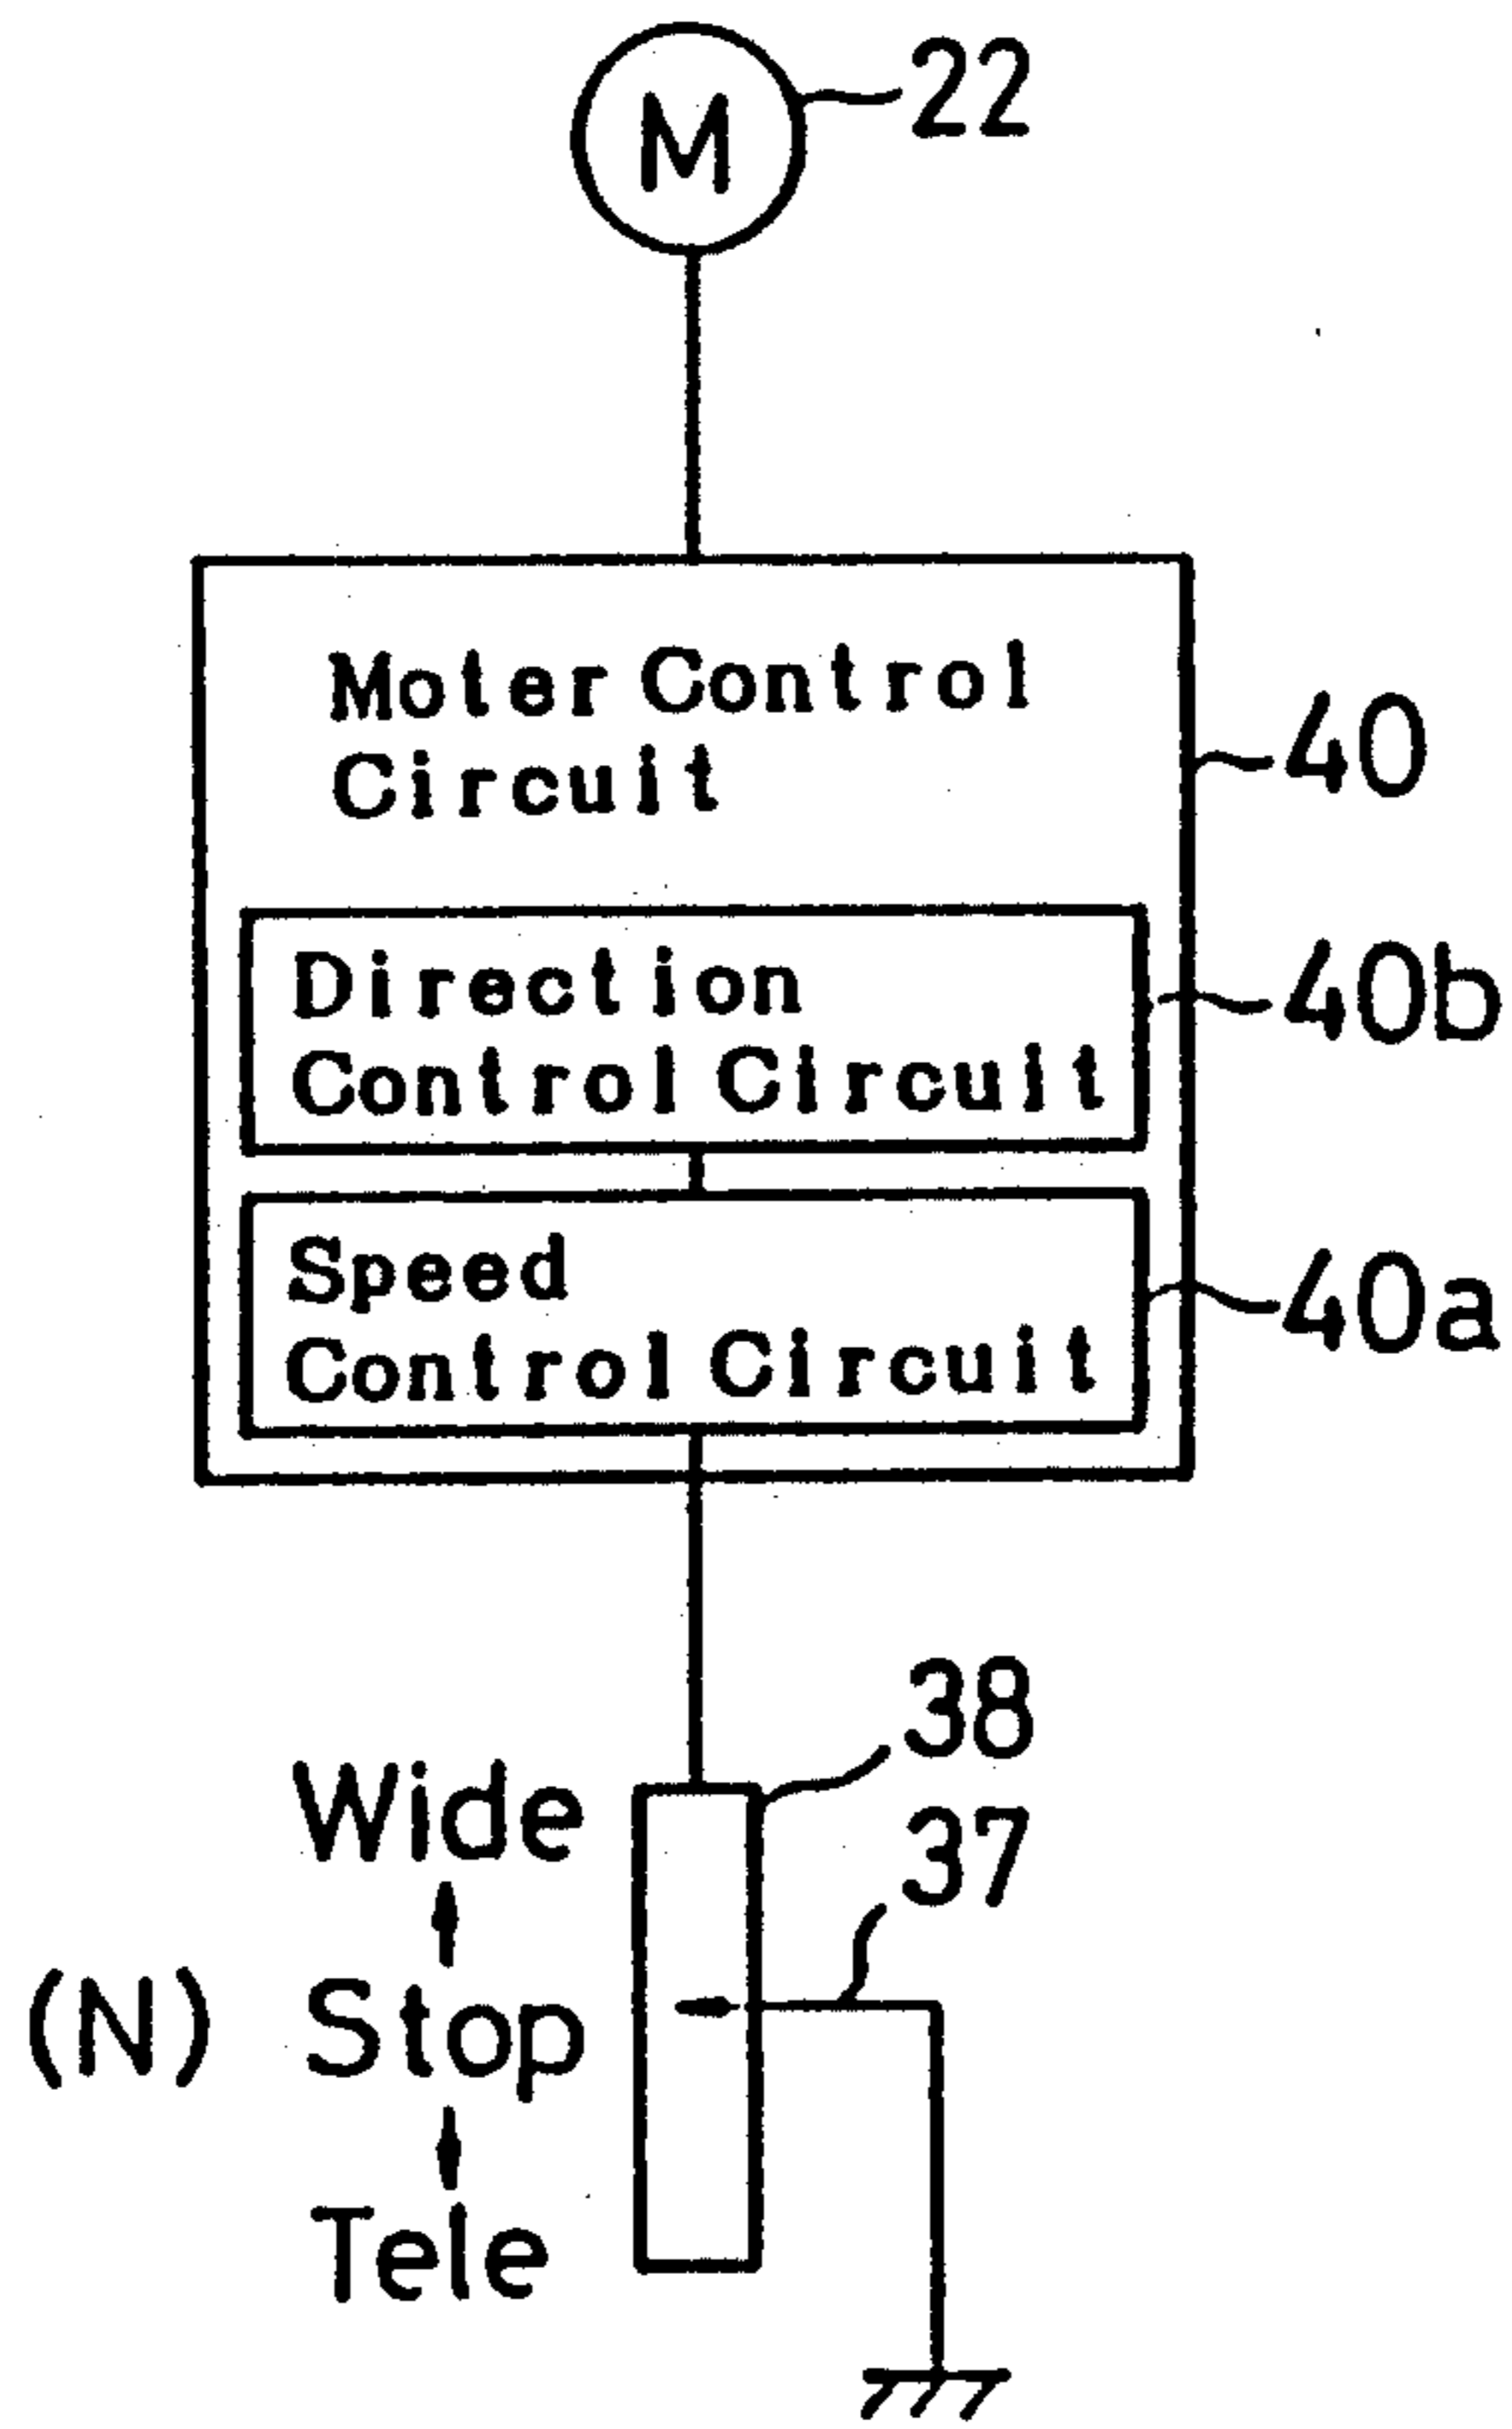 M
22
Moter Control
Circuit
40
Direction
Control Circuit
40b
Speed
Control Circuit
40a
38
Wide
37
(N) Stop
Tele